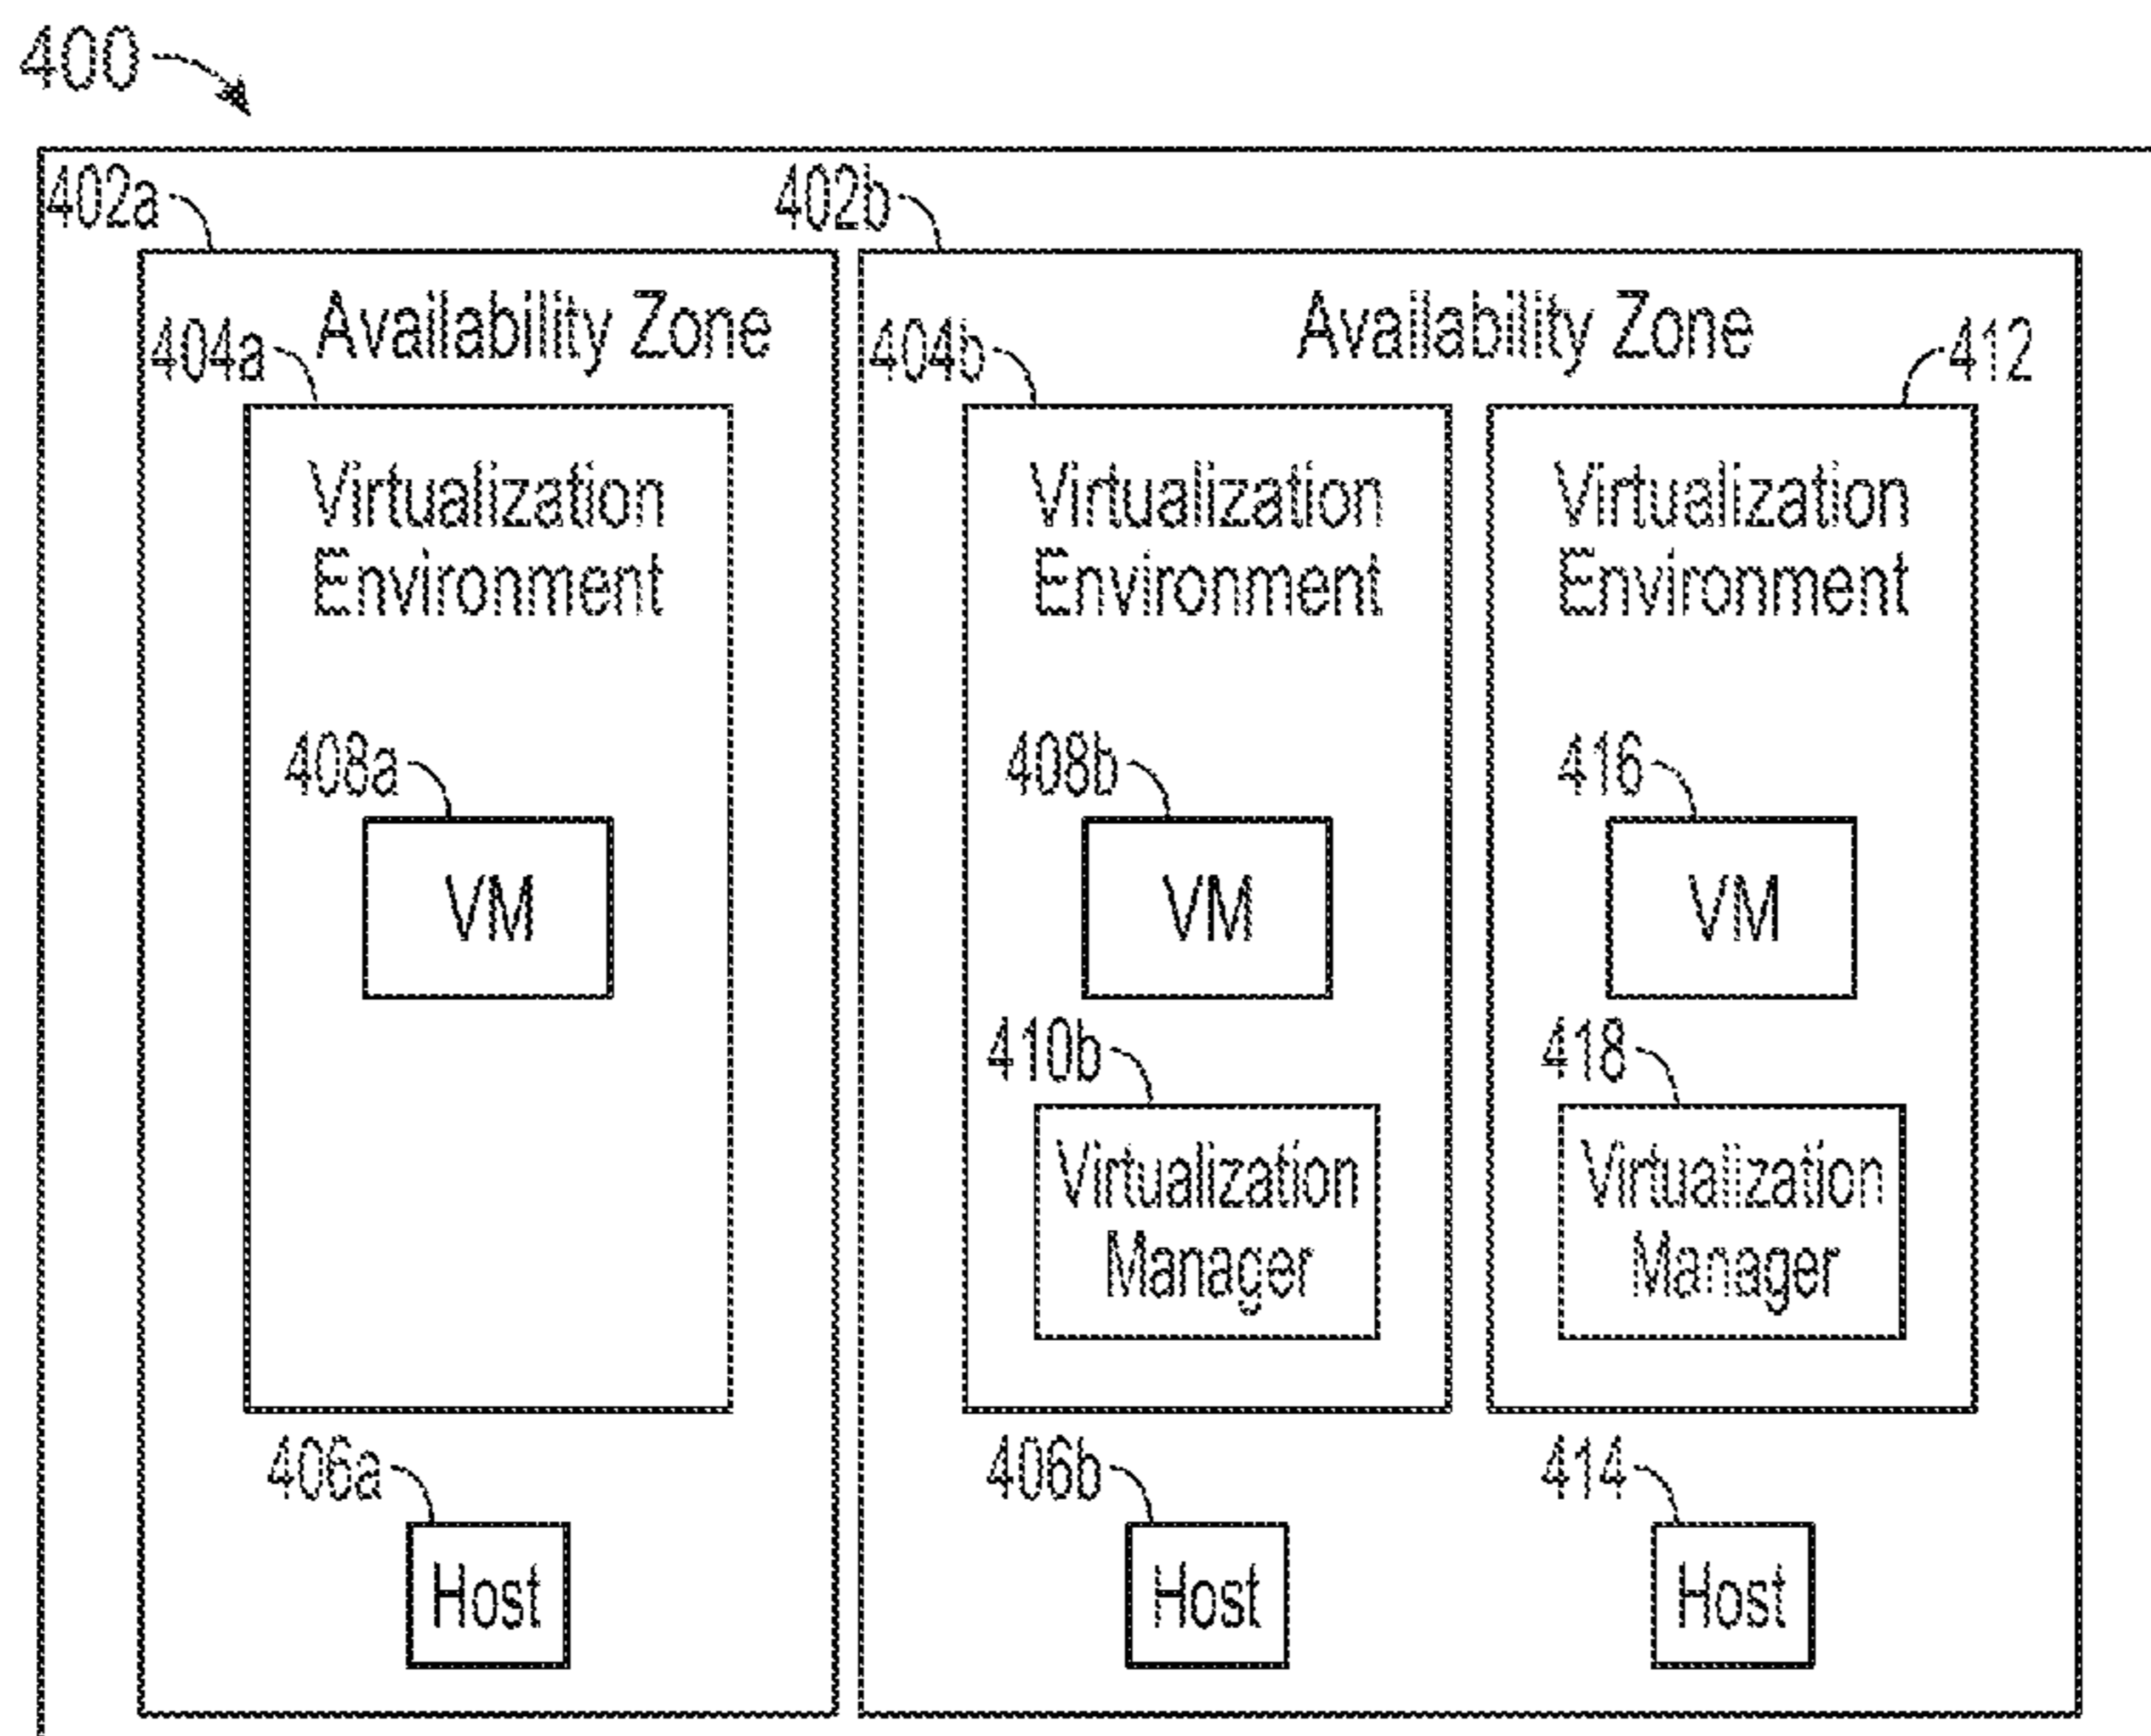 400
402a
402b
Availability Zone
Availability Zone
404a
404b
412
Virtualization
Environment
Virtualization
Environment
Virtualization
Environment
408a
408b
416
VM
VM
VM
410b
418
Virtualization
Manager
Virtualization
Manager
406a
406b
414
Host
Host
Host